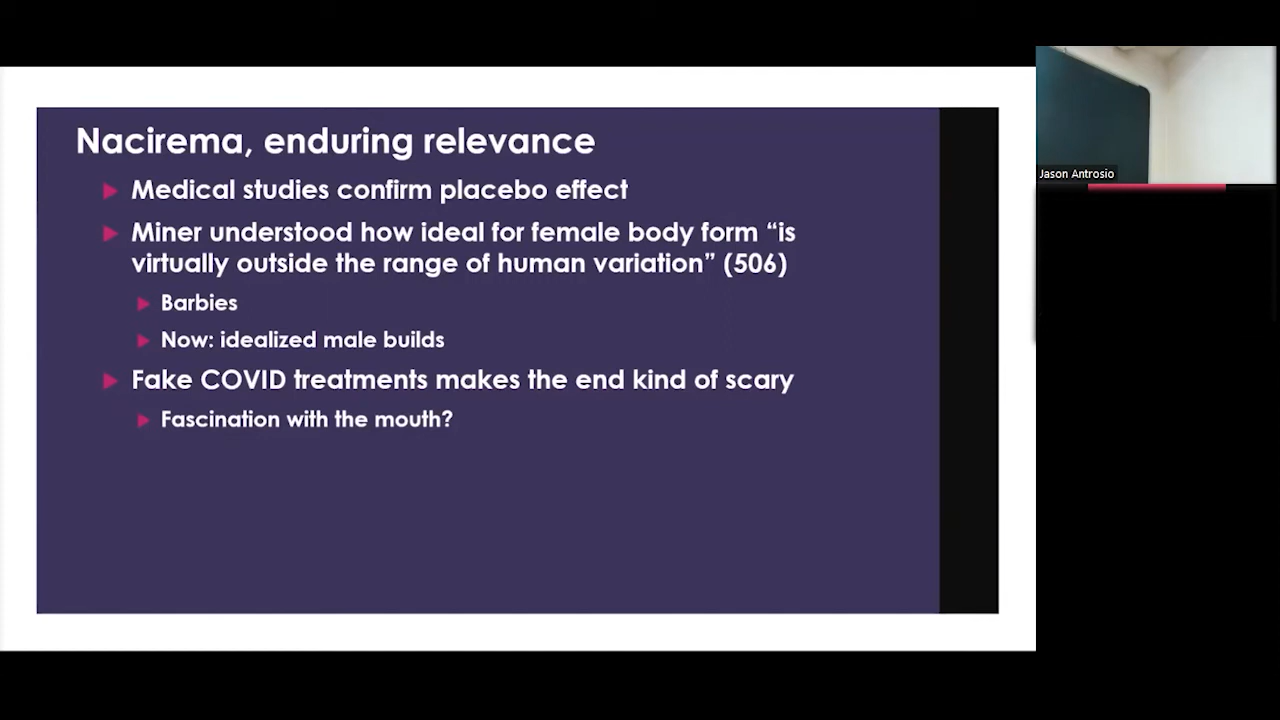 Nacirema, enduring relevance
Medical studies confirm placebo effect
Miner understood how ideal for female body form “is
virtually outside the range of human variation” (506)
Barbies
Now: idealized male builds
Fake COVID treatments makes the end kind of scary
Fascination with the mouth?
Jason Antrosio